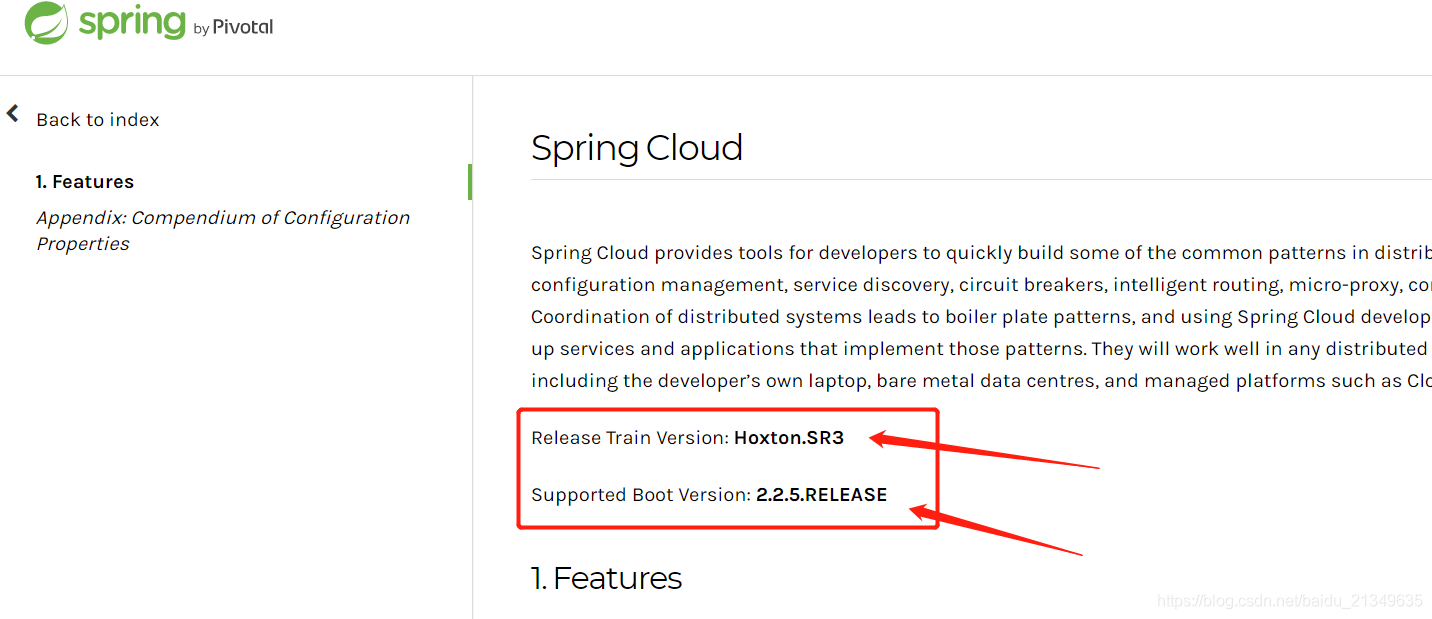 spring by Pivotal
Back to index
1. Features
Appendix: Compendium of Configuration
Properties
Spring Cloud
Spring Cloud provides tools for developers to quickly build some of the common patterns in distrib
configuration management, service discovery, circuit breakers, intelligent routing, micro-proxy, co
Coordination of distributed systems leads to boiler plate patterns, and using Spring Cloud develop
up services and applications that implement those patterns. They will work well in any distributed
including the developer’s own laptop, bare metal data centres, and managed platforms such as Clo
Release Train Version: Hoxton.SR3
Supported Boot Version: 2.2.5.RELEASE
1. Features
https://blog.csdn.net/baidu_21349635